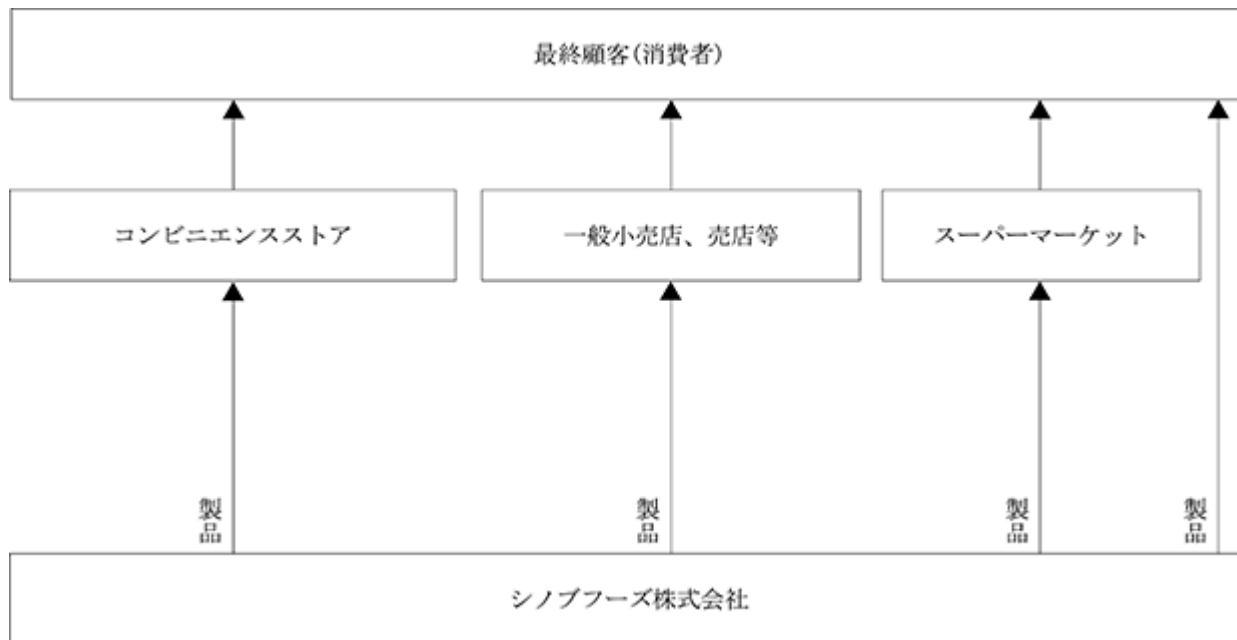 最終顧客(消費者)
コンビニエンスストア
一般小売店、売店等
スーパーマーケット
製品
製品
製品
製品
シノブフーズ株式会社